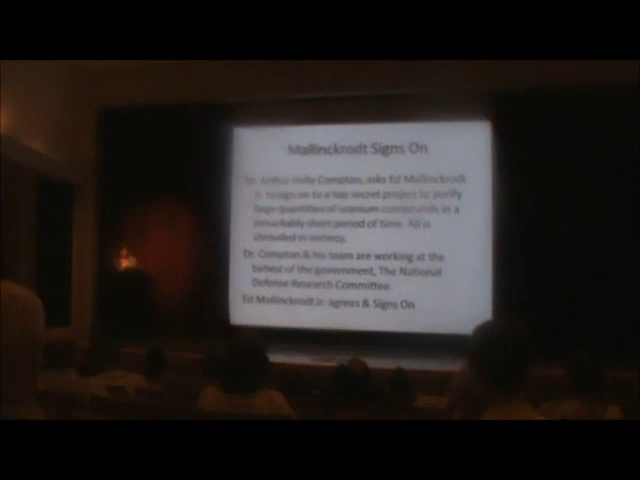 Mallinckrodt Signs On
Dr. Arthur Holly Compton, asks Ed Mallinckrodt
Jr. to sign on to a top secret project to purify
large quantities of uranium compounds in a
remarkably short period of time. All is
shrouded in secrecy.
Dr. Compton & his team are working at the
behest of the government, The National
Defense Research Committee.
Ed Mallinckrodt Jr. agrees & Signs On